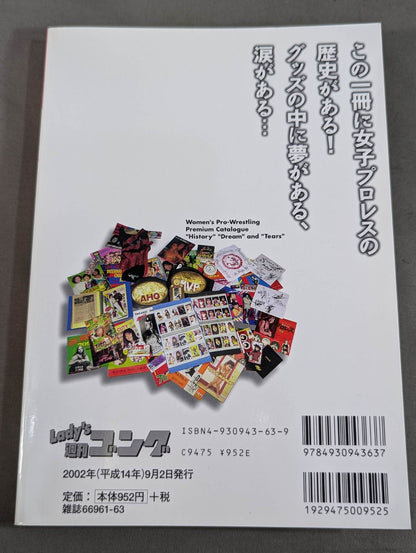 この一冊に女子プロレスの
歴史がある!
グッズの中に夢がある、
涙がある…
Women's Pro-Wrestling
Premium Catalogue
"History" "Dream" and "Tears"
AHO
Lady's
週刊
ゴング
ISBN4-930943-63-9
C9475 ¥952E
9784930943637
1929475009525
2002年(平成14年)9月2日発行
定価:本体952円+税
雑誌66961-63